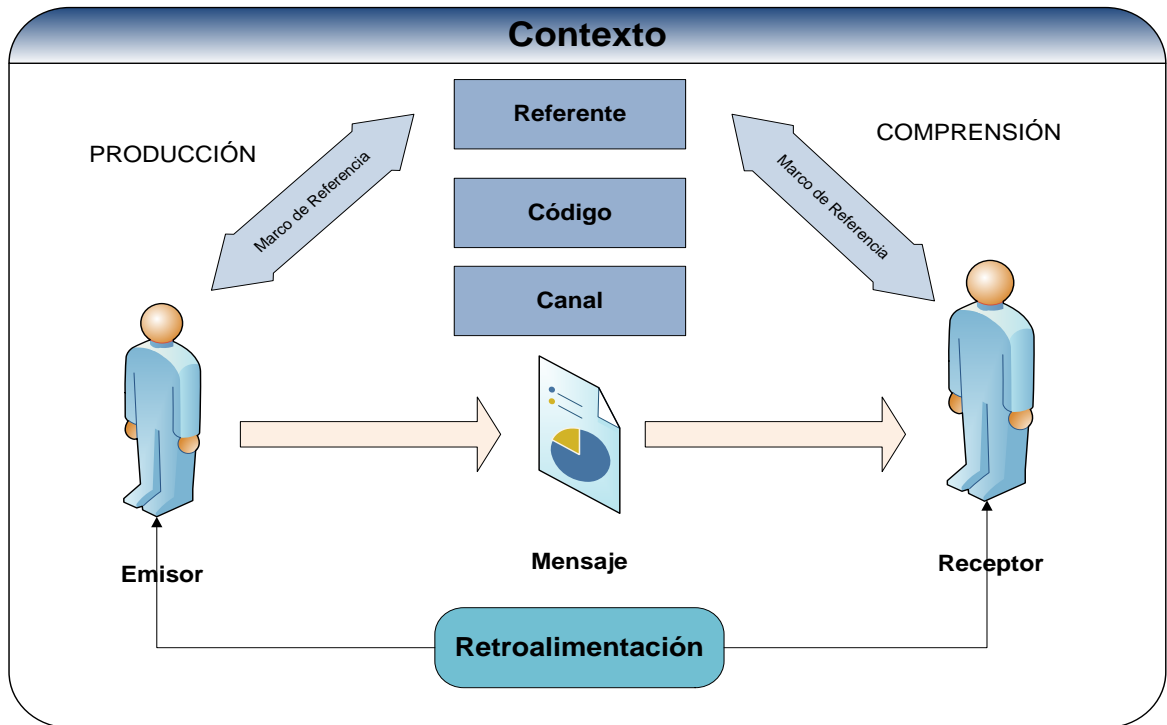 Contexto
Referente
PRODUCCIÓN
COMPRENSIÓN
Marco de Referencia
Marco de Referencia
Código
Canal
Emisor
Mensaje
Receptor
Retroalimentación